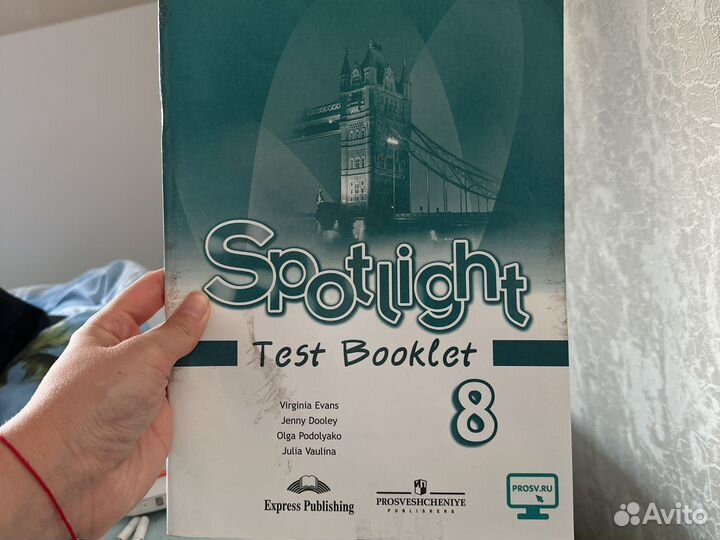 Spotlight
Test Booklet
8
Virginia Evans
Jenny Dooley
Olga Podolyako
Julia Vaulina
Express Publishing
PROSVESHCHENIYE
PUBLISHERS
PROSV.RU
Avito